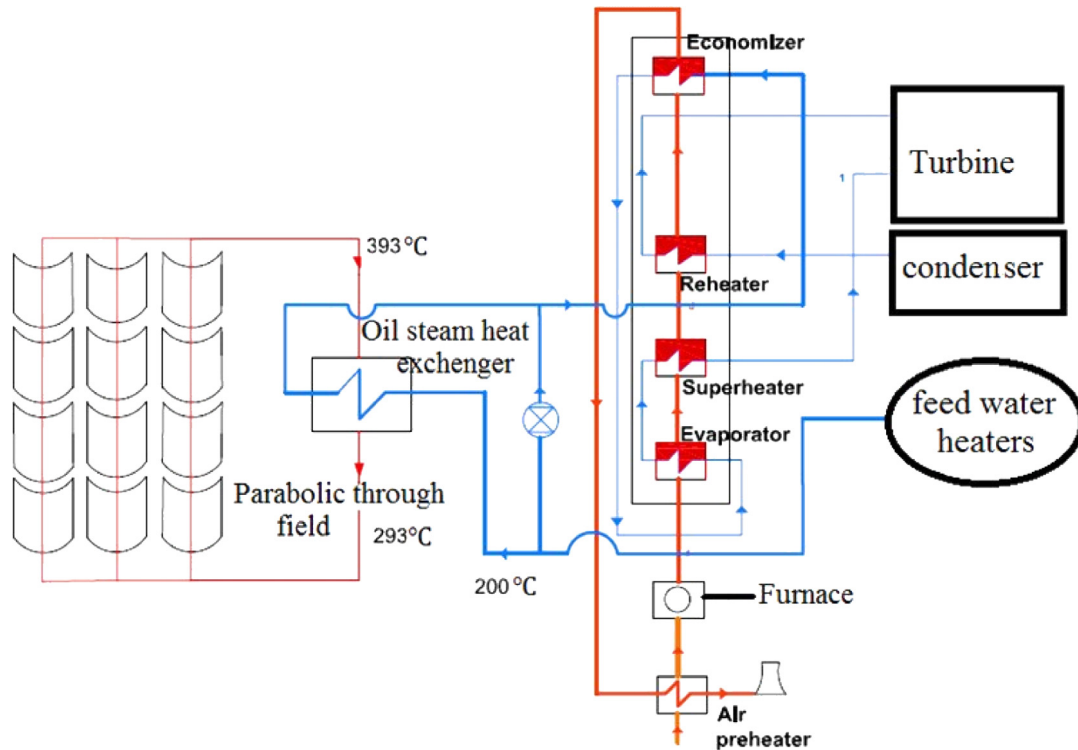 Economizer
Turbine
1
393 °C
condenser
Reheater
Oil steam heat
exchenger
Superheater
feed water
heaters
Evaporator
Parabolic through
field
293°C
200 °C
Furnace
Air
preheater